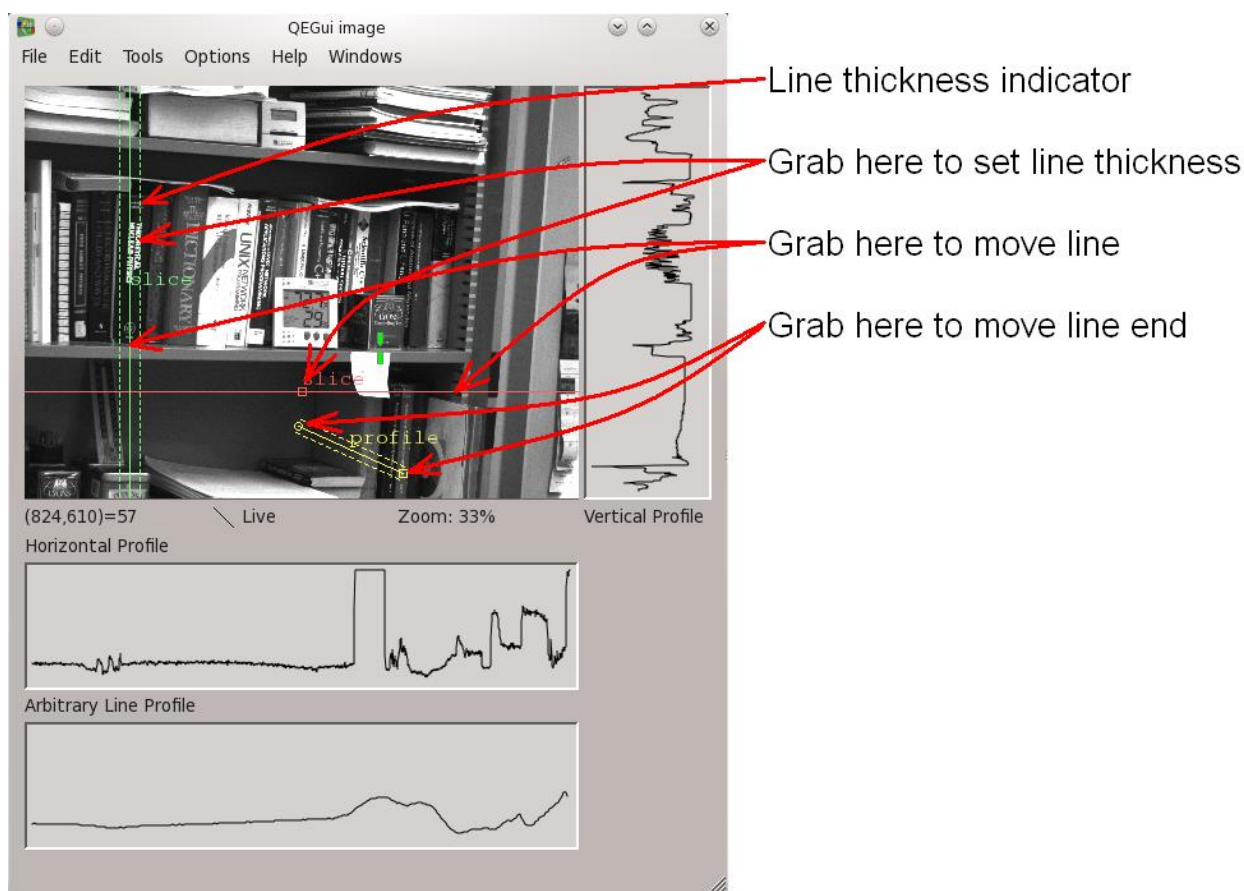 QEGui image
File Edit Tools Options Help Windows
Line thickness indicator
Grab here to set line thickness
Grab here to move line
Grab here to move line end
DICTIONARY
UNIX
slice
slice
profile
LYONS
(824,610)=57 Live Zoom: 33% Vertical Profile
Horizontal Profile
Arbitrary Line Profile